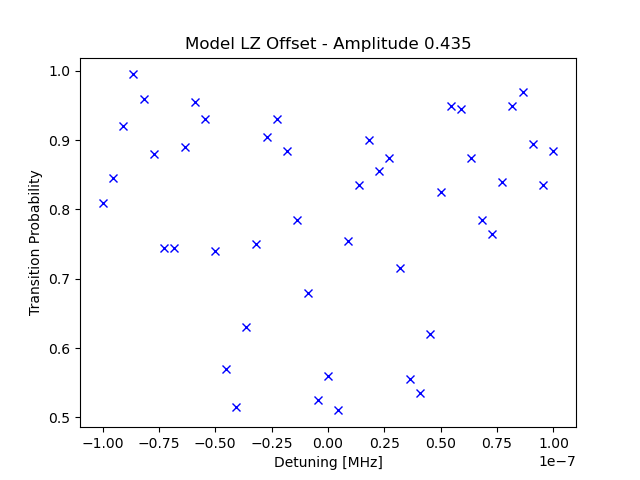 Model LZ Offset - Amplitude 0.435
Transition Probability
1.0
0.9
0.8
0.7
0.6
0.5
−1.00 −0.75 −0.50 −0.25 0.00 0.25 0.50 0.75 1.00
1e−7
Detuning [MHz]